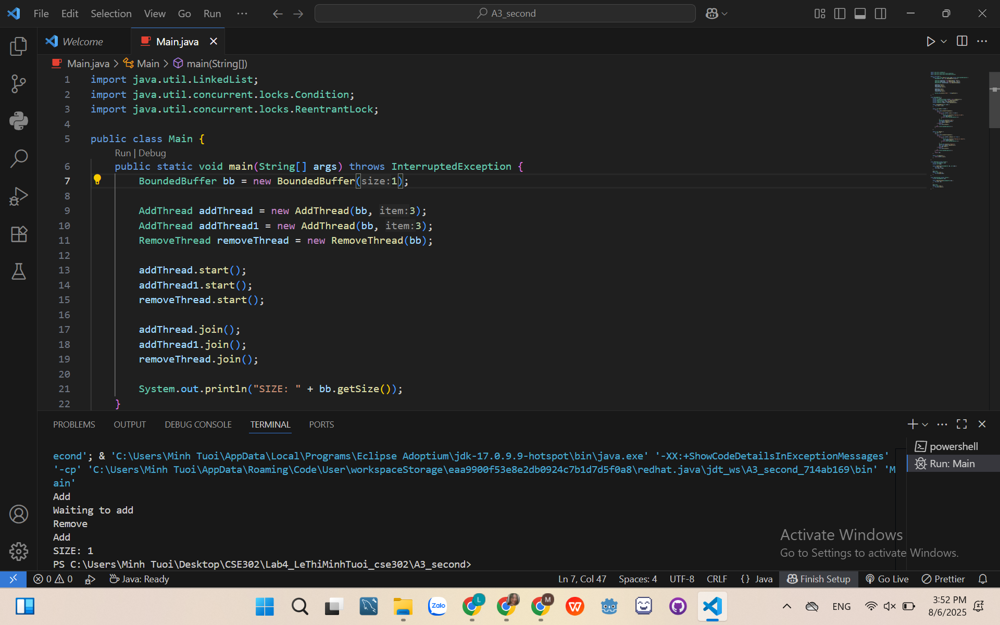 File Edit Selection View Go Run ··· A3_second
Welcome Main.java
Main.java > Main > main(String[])
1 import java.util.LinkedList;
2 import java.util.concurrent.locks.Condition;
3 import java.util.concurrent.locks.ReentrantLock;
4
5 public class Main {
Run | Debug
6 public static void main(String[] args) throws InterruptedException {
7 BoundedBuffer bb = new BoundedBuffer(size:1);
8
9 AddThread addThread = new AddThread(bb, item:3);
10 AddThread addThread1 = new AddThread(bb, item:3);
11 RemoveThread removeThread = new RemoveThread(bb);
12
13 addThread.start();
14 addThread1.start();
15 removeThread.start();
16
17 addThread.join();
18 addThread1.join();
19 removeThread.join();
20
21 System.out.println("SIZE: " + bb.getSize());
22 }
PROBLEMS OUTPUT DEBUG CONSOLE TERMINAL PORTS
powershell
Run: Main
econd'; & 'C:\Users\Minh Tuoi\AppData\Local\Programs\Eclipse Adoptium\jdk-17.0.9.9-hotspot\bin\java.exe' '-XX:+ShowCodeDetailsInExceptionMessages'
'-cp' 'C:\Users\Minh Tuoi\AppData\Roaming\Code\User\workspaceStorage\eaa9900f53e8e2db0924c7b1d7d5f0a8\redhat.java\jdt_ws\A3_second_714ab169\bin' 'M
ain'
Add
Waiting to add
Remove
Add
SIZE: 1
PS C:\Users\Minh Tuoi\Desktop\CSE302\Lab4_LeThiMinhTuoi_cse302\A3_second>
Activate Windows
Go to Settings to activate Windows.
0 0 Java: Ready Ln 7, Col 47 Spaces: 4 UTF-8 CRLF {} Java Finish Setup Go Live Prettier
Zalo L M W ENG 3:52 PM
8/6/2025